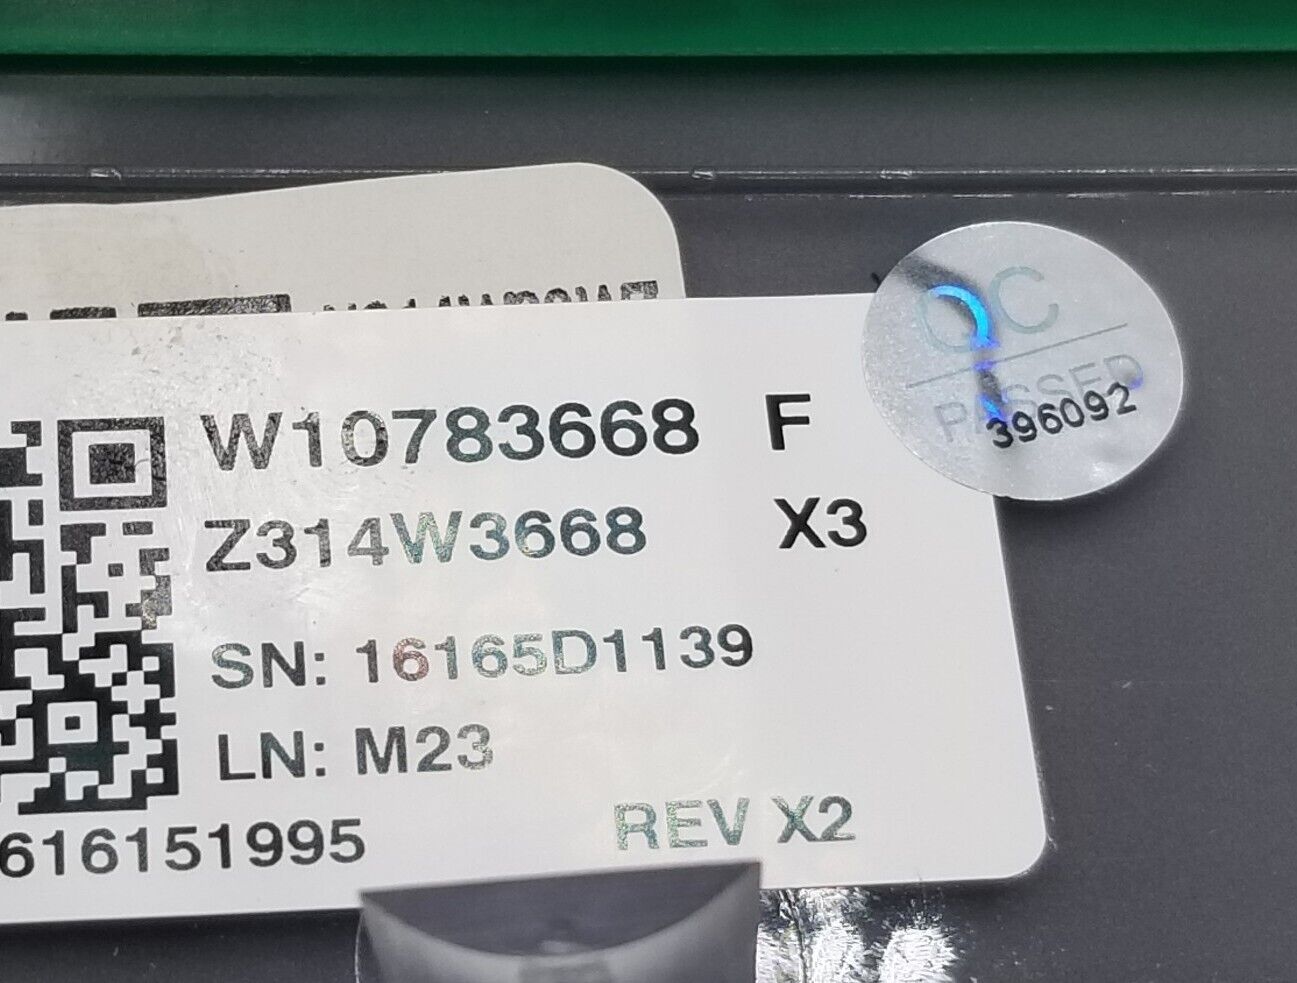 QC
PASSED
396092
W10783668 F
Z314W3668 X3
SN: 16165D1139
LN: M23
616151995
REV X2